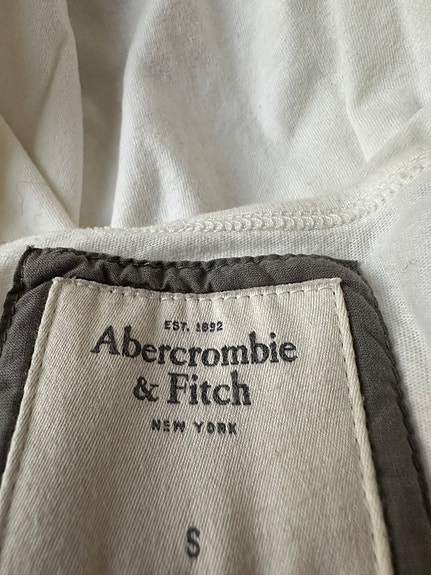 EST. 1892
Abercrombie
& Fitch
NEW YORK
S